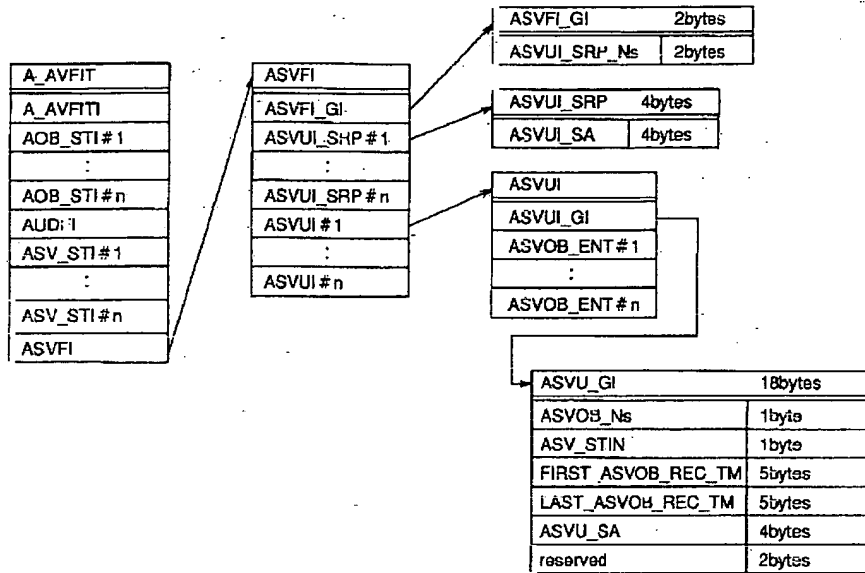 A_AVFIT
A_AVFITI
AOB_STI#1
:
AOB_STI#n
AUDFI
ASV_STI#1
:
ASV_STI#n
ASVFI
ASVFI
ASVFI_GI
ASVUI_SRP#1
:
ASVUI_SRP#n
ASVUI#1
:
ASVUI#n
ASVFI_GI 2bytes
ASVUI_SRP_Ns 2bytes
ASVUI_SRP 4bytes
ASVUI_SA 4bytes
ASVUI
ASVUI_GI
ASVOB_ENT#1
:
ASVOB_ENT#n
ASVU_GI 18bytes
ASVOB_Ns 1byte
ASV_STIN 1byte
FIRST_ASVOB_REC_TM 5bytes
LAST_ASVOB_REC_TM 5bytes
ASVU_SA 4bytes
reserved 2bytes